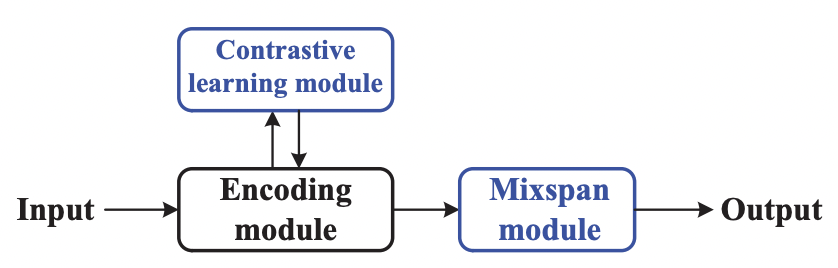 Contrastive
learning module
Input
Encoding
module
Mixspan
module
Output